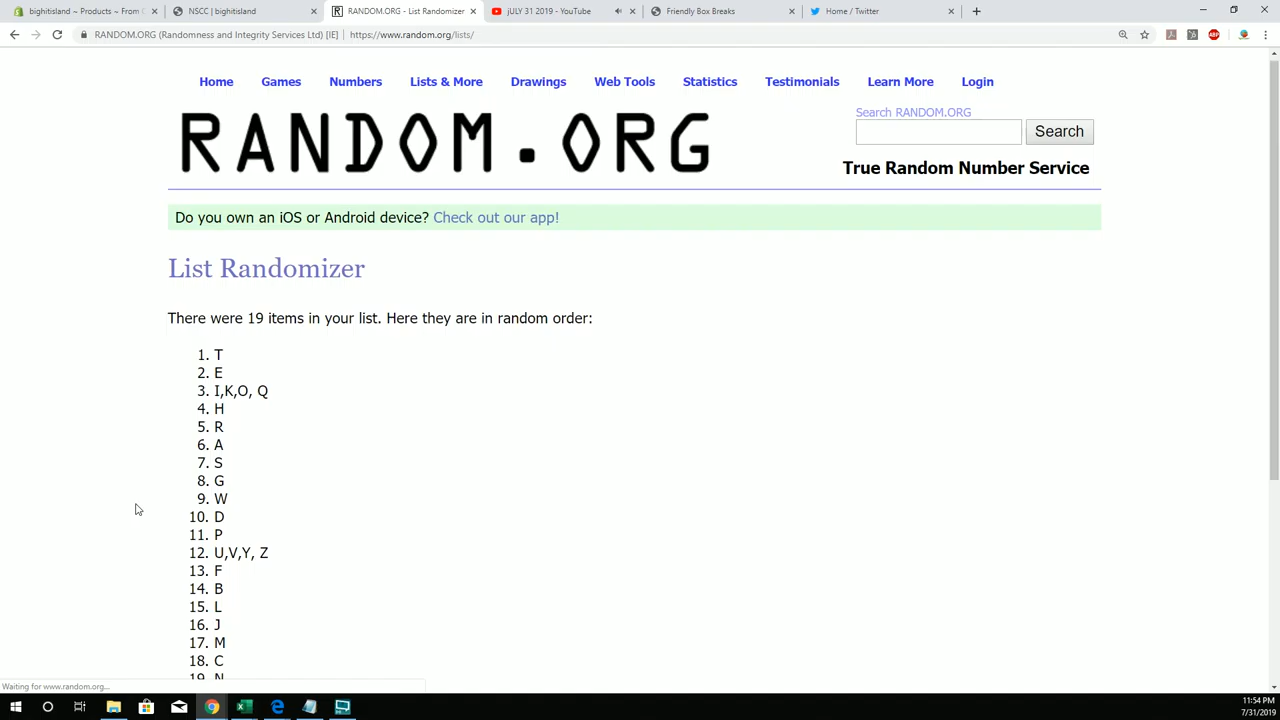 bighitisland ~ Products ~ From C
NSCC | bighitisland
RANDOM.ORG - List Randomizer
jULY 31 2019 - YouTube
Friendly Box Breaks
Home / Twitter
RANDOM.ORG (Randomness and Integrity Services Ltd) [IE] | https://www.random.org/lists/
Home Games Numbers Lists & More Drawings Web Tools Statistics Testimonials Learn More Login
RANDOM.ORG
Search RANDOM.ORG
Search
True Random Number Service
Do you own an iOS or Android device? Check out our app!
List Randomizer
There were 19 items in your list. Here they are in random order:
1. T
2. E
3. I,K,O, Q
4. H
5. R
6. A
7. S
8. G
9. W
10. D
11. P
12. U,V,Y, Z
13. F
14. B
15. L
16. J
17. M
18. C
19. N
Waiting for www.random.org...
11:54 PM
7/31/2019